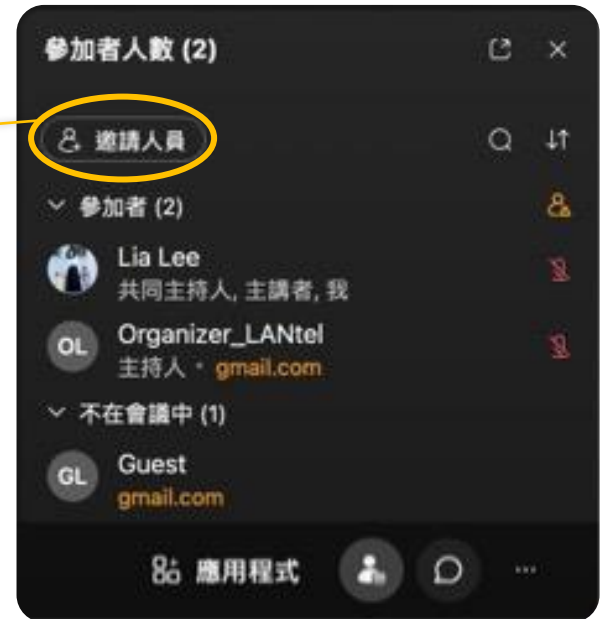 參加者人數 (2)
邀請人員
參加者 (2)
Lia Lee
共同主持人, 主講者, 我
OL
Organizer_LANtel
主持人 • gmail.com
不在會議中 (1)
GL
Guest
gmail.com
應用程式